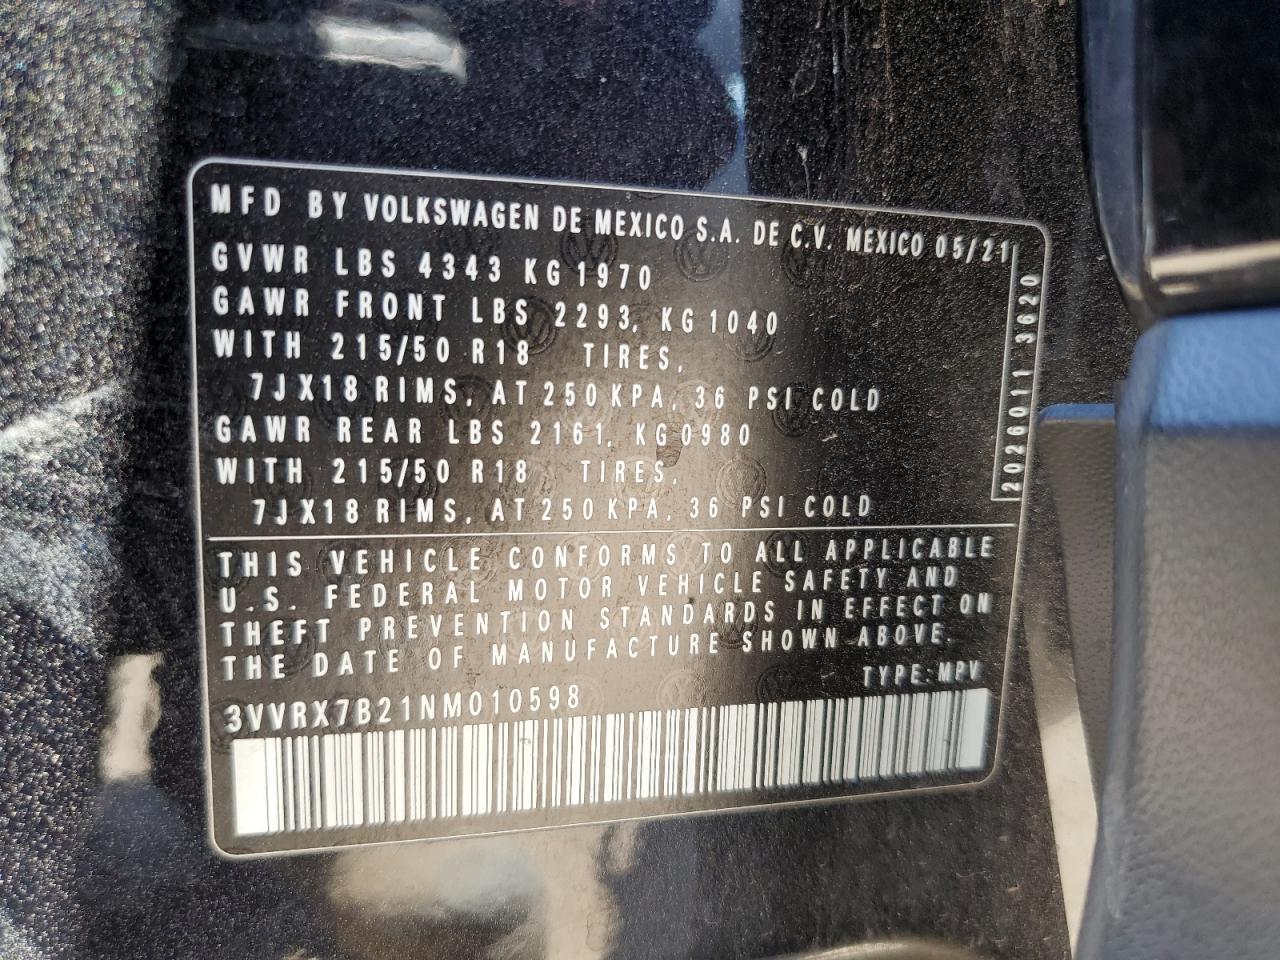 MFD BY VOLKSWAGEN DE MEXICO S.A. DE C.V. MEXICO 05/21
GVWR LBS 4343 KG 1970
GAWR FRONT LBS 2293, KG 1040
WITH 215/50 R18 TIRES,
7JX18 RIMS, AT 250 KPA, 36 PSI COLD
GAWR REAR LBS 2161, KG 0980
WITH 215/50 R18 TIRES,
7JX18 RIMS, AT 250 KPA, 36 PSI COLD
2026011 3620
THIS VEHICLE CONFORMS TO ALL APPLICABLE
U.S. FEDERAL MOTOR VEHICLE SAFETY AND
THEFT PREVENTION STANDARDS IN EFFECT ON
THE DATE OF MANUFACTURE SHOWN ABOVE.
TYPE: MPV
3VVRX7B21NM010598